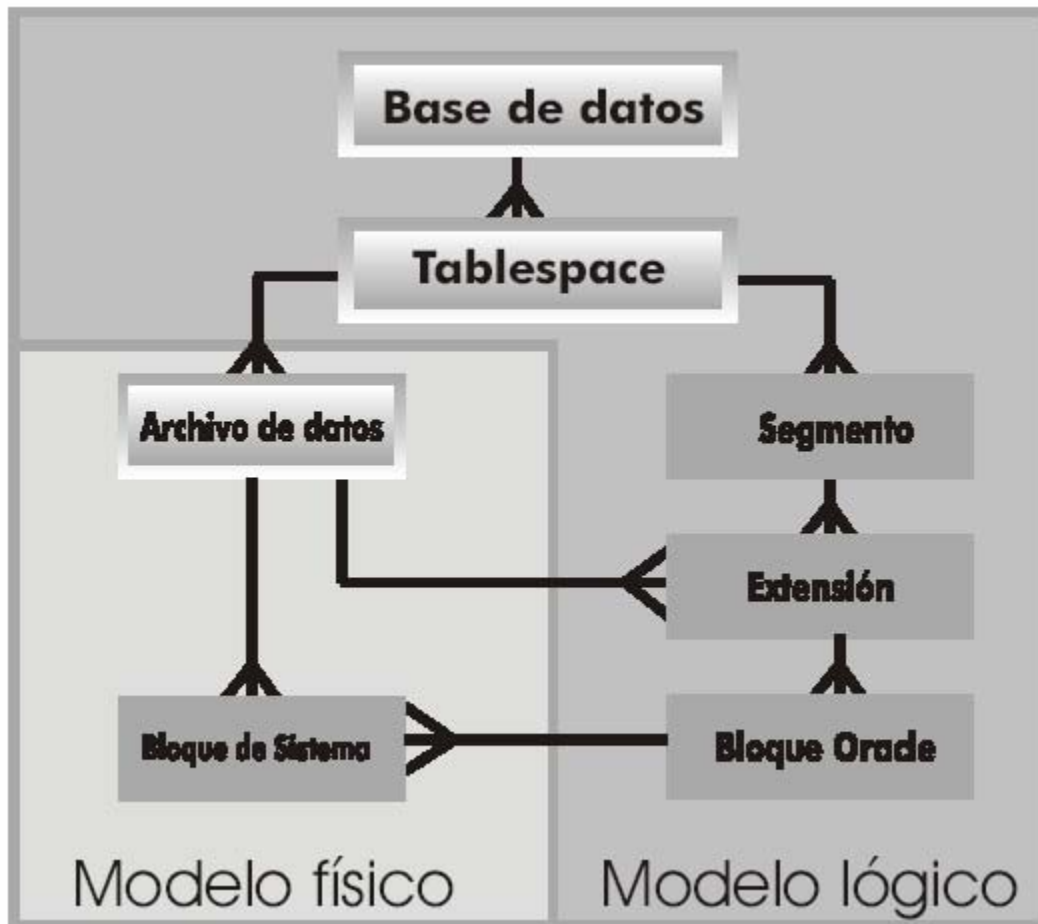 Base de datos
Tablespace
Archivo de datos
Segmento
Extensión
Bloque de Sistema
Bloque Oracle
Modelo físico
Modelo lógico